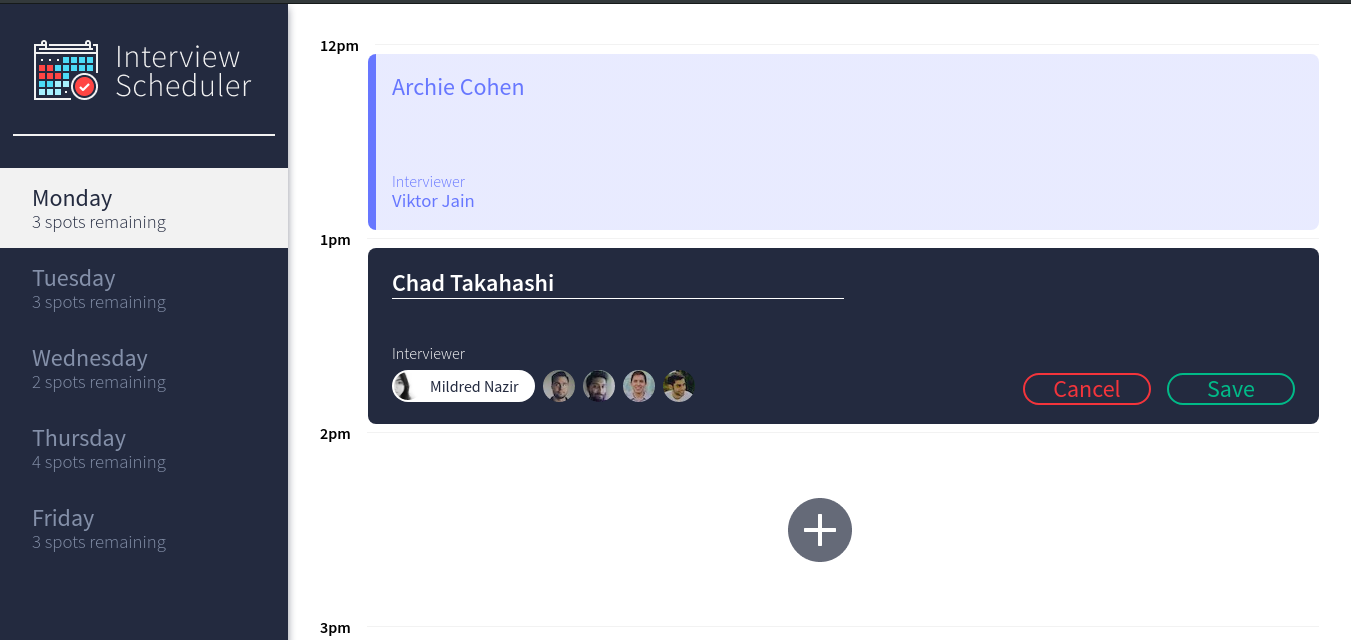 Interview
Scheduler
Monday
3 spots remaining
Tuesday
3 spots remaining
Wednesday
2 spots remaining
Thursday
4 spots remaining
Friday
3 spots remaining
12pm
Archie Cohen
Interviewer
Viktor Jain
1pm
Chad Takahashi
Interviewer
Mildred Nazir
Cancel
Save
2pm
3pm